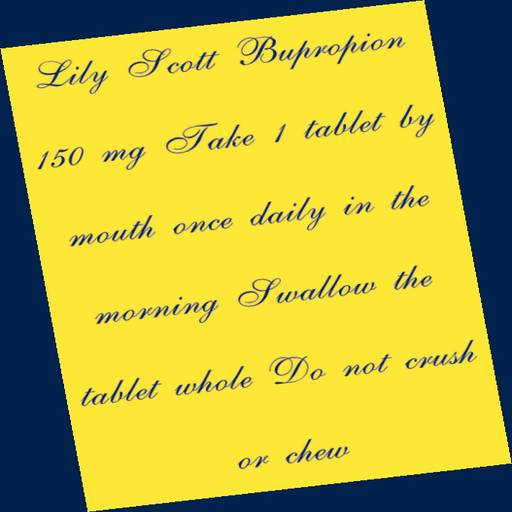 Lily Scott Bupropion
150 mg Take 1 tablet by
mouth once daily in the
morning Swallow the
tablet whole Do not crush
or chew